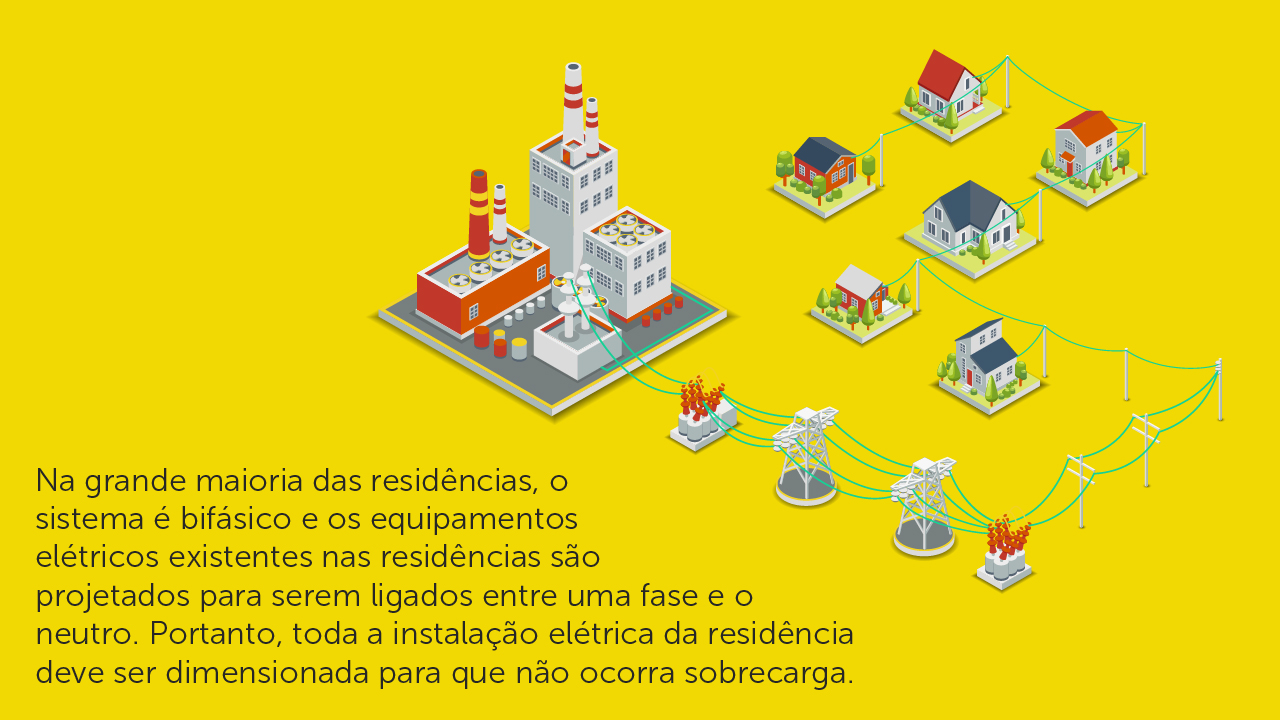 Na grande maioria das residências, o
sistema é bifásico e os equipamentos
elétricos existentes nas residências são
projetados para serem ligados entre uma fase e o
neutro. Portanto, toda a instalação elétrica da residência
deve ser dimensionada para que não ocorra sobrecarga.